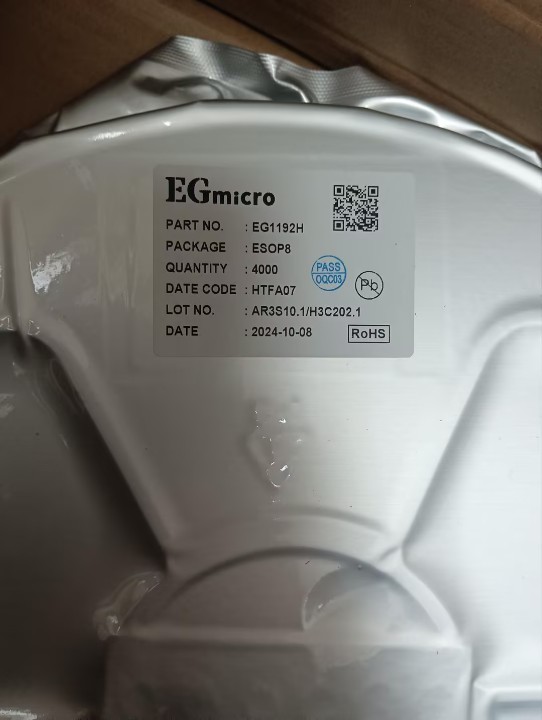 EGmicro
PART NO. : EG1192H
PACKAGE : ESOP8
QUANTITY : 4000
PASS
OQC03
Pb
DATE CODE : HTFA07
LOT NO. : AR3S10.1/H3C202.1
DATE : 2024-10-08
RoHS